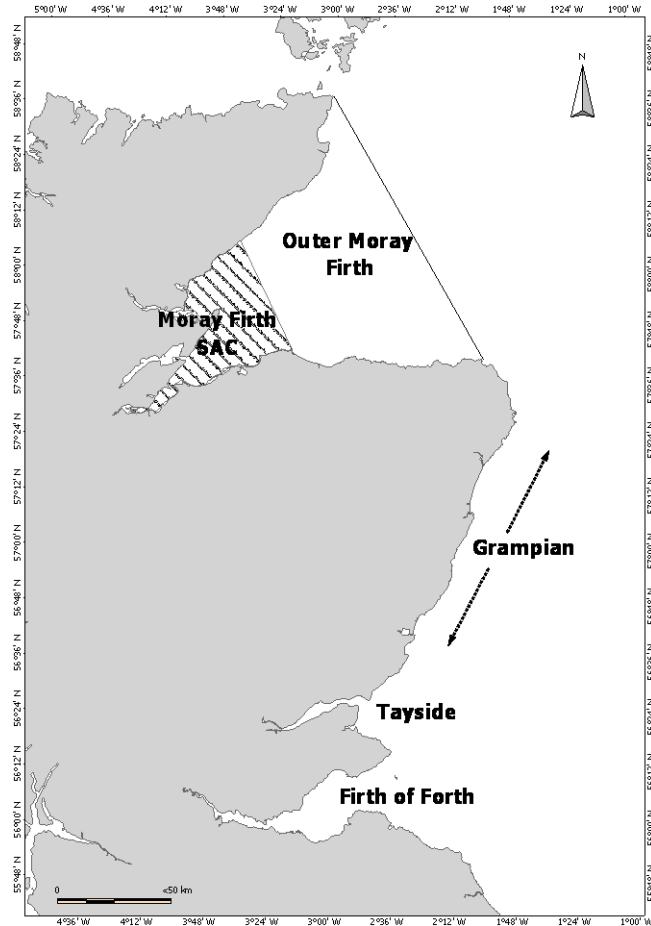 5°00' W 4°36' W 4°12' W 3°48' W 3°24' W 3°00' W 2°36' W 2°12' W 1°48' W 1°24' W 1°00' W
58°48' N
N
58°36' N
58°24' N
58°12' N
Outer Moray
Firth
58°00' N
57°48' N
Moray Firth
SAC
57°36' N
57°24' N
57°12' N
57°00' N
Grampian
56°48' N
56°36' N
56°24' N
Tayside
56°12' N
Firth of Forth
56°00' N
55°48' N
0 <50 km
4°36' W 4°12' W 3°48' W 3°24' W 3°00' W 2°36' W 2°12' W 1°48' W 1°24' W 1°00' W